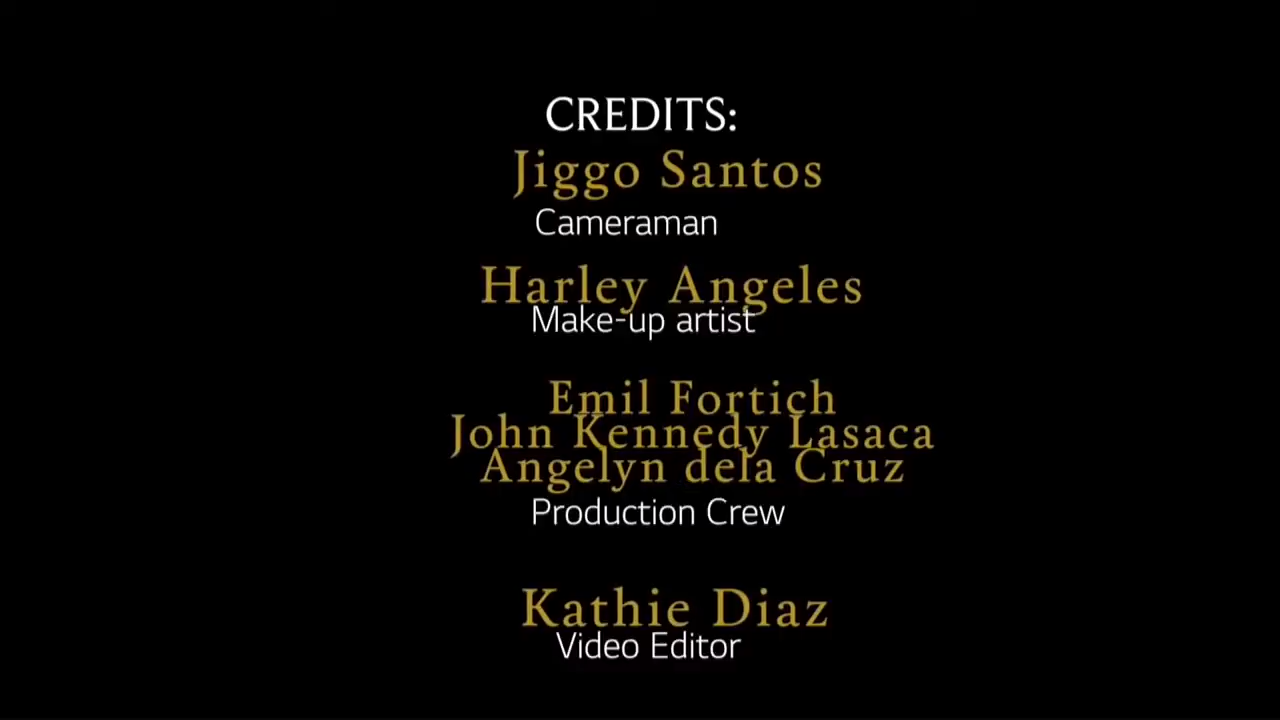 CREDITS:
Jiggo Santos
Cameraman
Harley Angeles
Make-up artist
Emil Fortich
John Kennedy Lasaca
Angelyn dela Cruz
Production Crew
Kathie Diaz
Video Editor